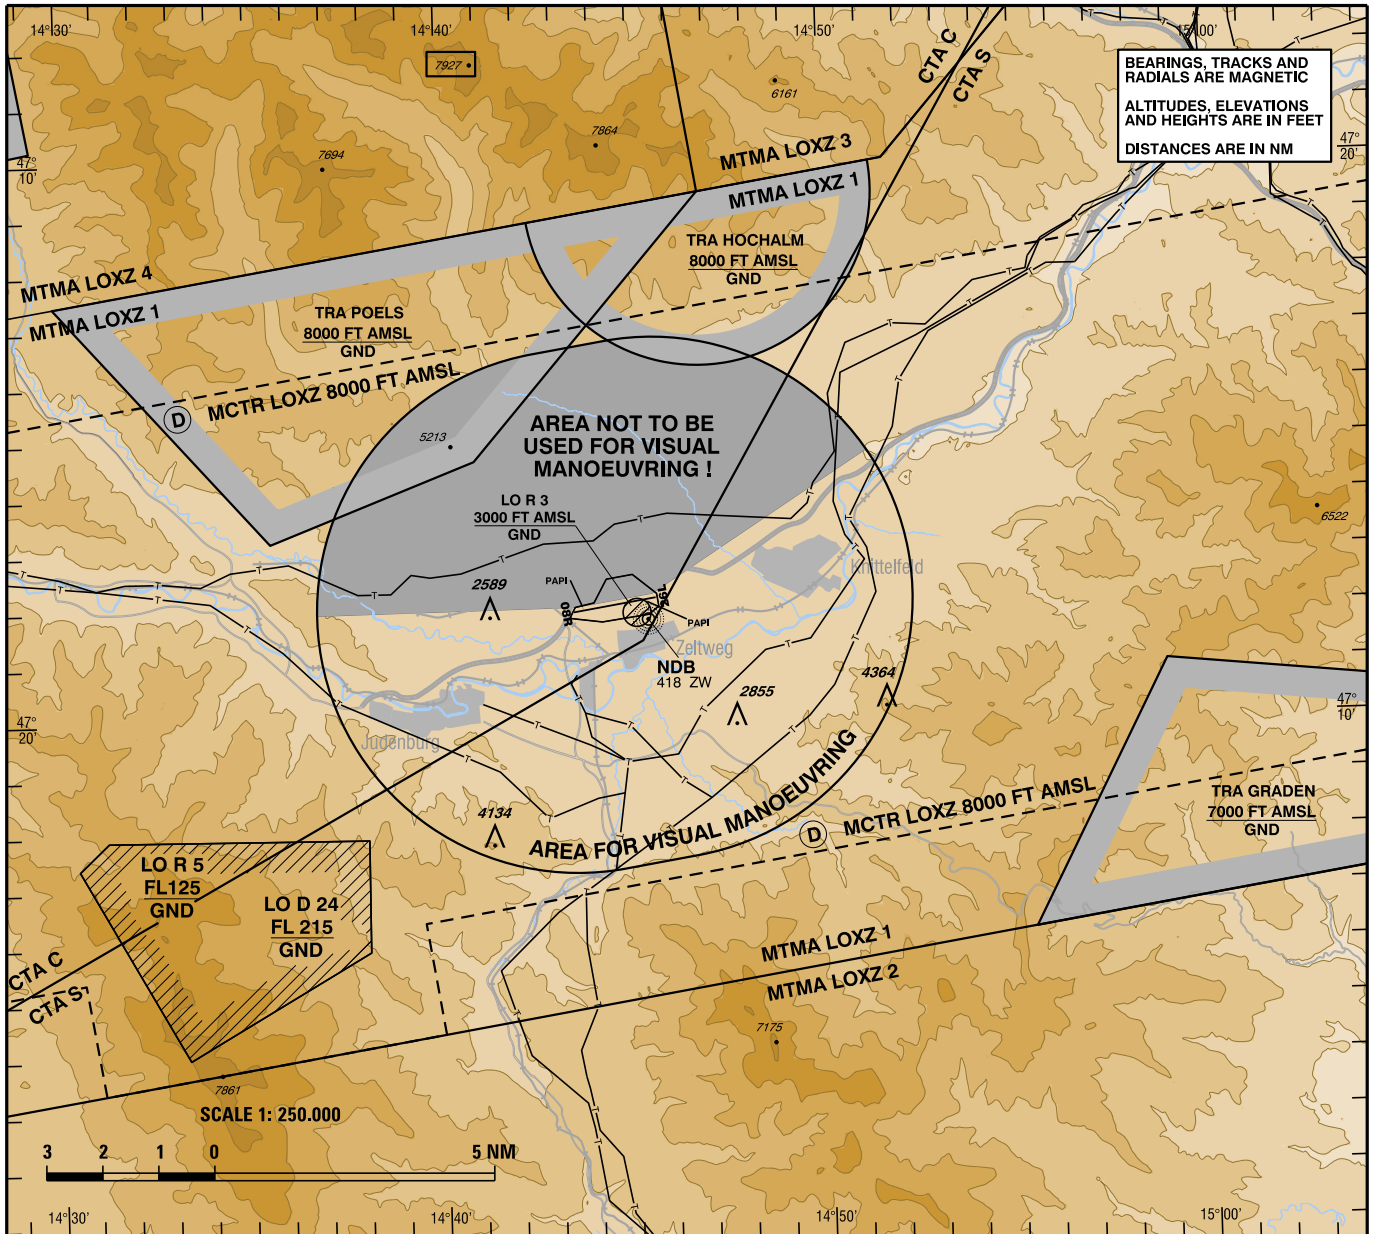 14°30'
14°40'
14°50'
15°00'
7927
6161
CTA C
CTA S
BEARINGS, TRACKS AND
RADIALS ARE MAGNETIC
ALTITUDES, ELEVATIONS
AND HEIGHTS ARE IN FEET
DISTANCES ARE IN NM
47°
20'
7864
7694
47°
10'
MTMA LOXZ 3
MTMA LOXZ 1
TRA HOCHALM
8000 FT AMSL
GND
MTMA LOXZ 4
MTMA LOXZ 1
TRA POELS
8000 FT AMSL
GND
D
MCTR LOXZ 8000 FT AMSL
5213
AREA NOT TO BE
USED FOR VISUAL
MANOEUVRING !
LO R 3
3000 FT AMSL
GND
6522
Knittelfeld
2589
PAPI
08R
26L
PAPI
Zeltweg
NDB
418 ZW
2855
4364
47°
10'
47°
20'
Judenburg
4134
AREA FOR VISUAL MANOEUVRING
D
MCTR LOXZ 8000 FT AMSL
TRA GRADEN
7000 FT AMSL
GND
LO R 5
FL125
GND
LO D 24
FL 215
GND
MTMA LOXZ 1
MTMA LOXZ 2
CTA C
CTA S
7175
7861
SCALE 1: 250.000
3 2 1 0 5 NM
14°30'
14°40'
14°50'
15°00'